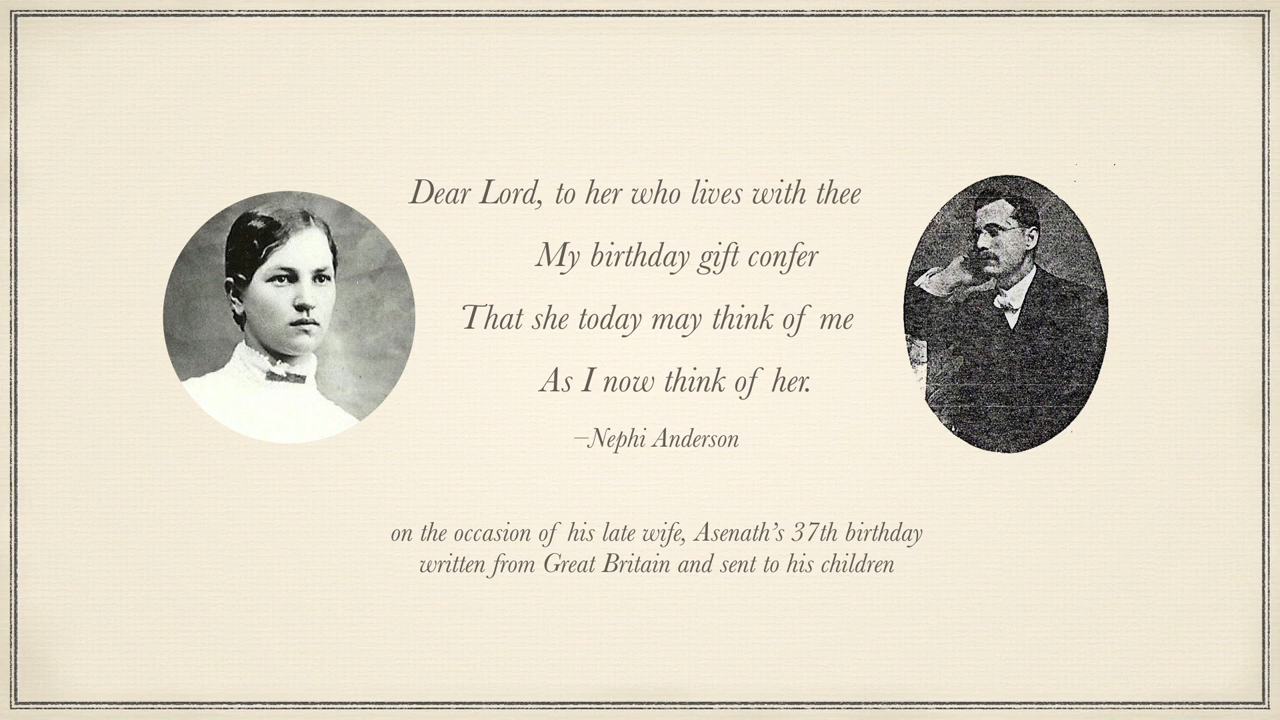 Dear Lord, to her who lives with thee
My birthday gift confer
That she today may think of me
As I now think of her.
–Nephi Anderson
on the occasion of his late wife, Asenath’s 37th birthday
written from Great Britain and sent to his children